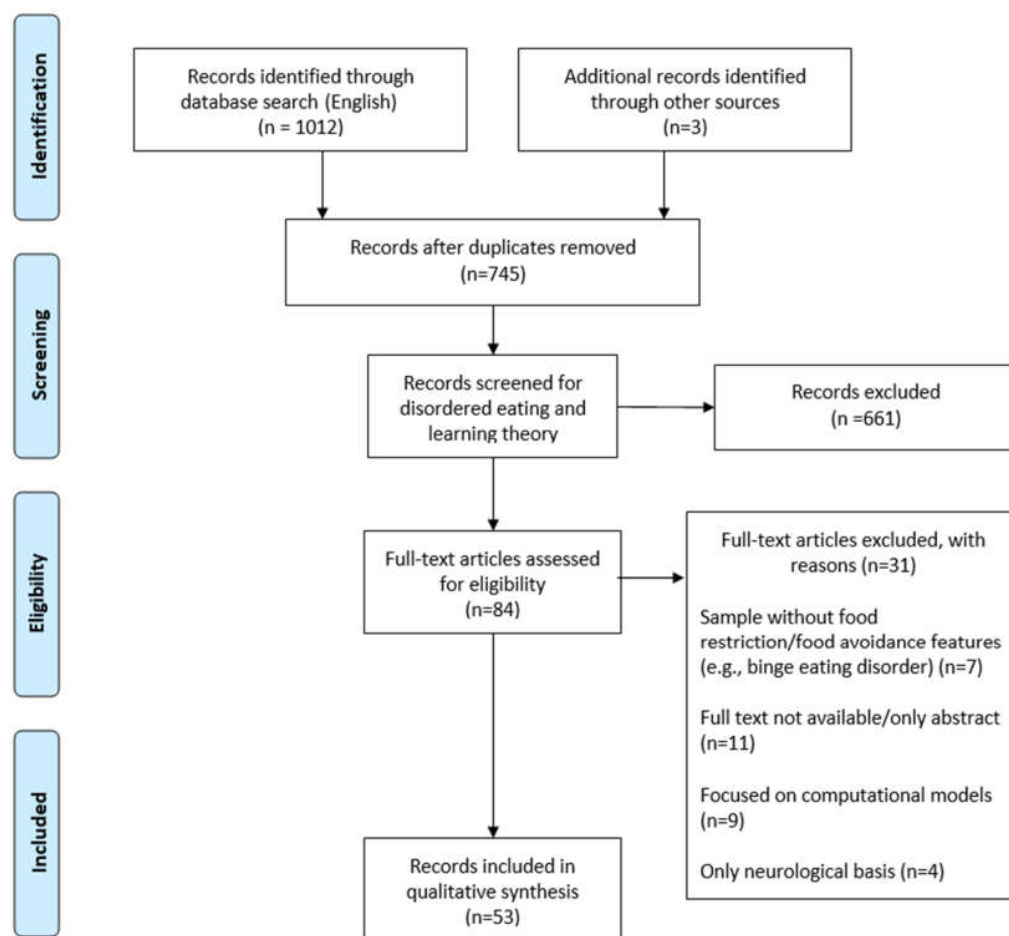 Identification
Records identified through
database search (English)
(n = 1012)
Additional records identified
through other sources
(n=3)
Records after duplicates removed
(n=745)
Screening
Records screened for
disordered eating and
learning theory
Records excluded
(n =661)
Eligibility
Full-text articles assessed
for eligibility
(n=84)
Full-text articles excluded, with
reasons (n=31)
Sample without food
restriction/food avoidance features
(e.g., binge eating disorder) (n=7)
Full text not available/only abstract
(n=11)
Focused on computational models
(n=9)
Only neurological basis (n=4)
Included
Records included in
qualitative synthesis
(n=53)